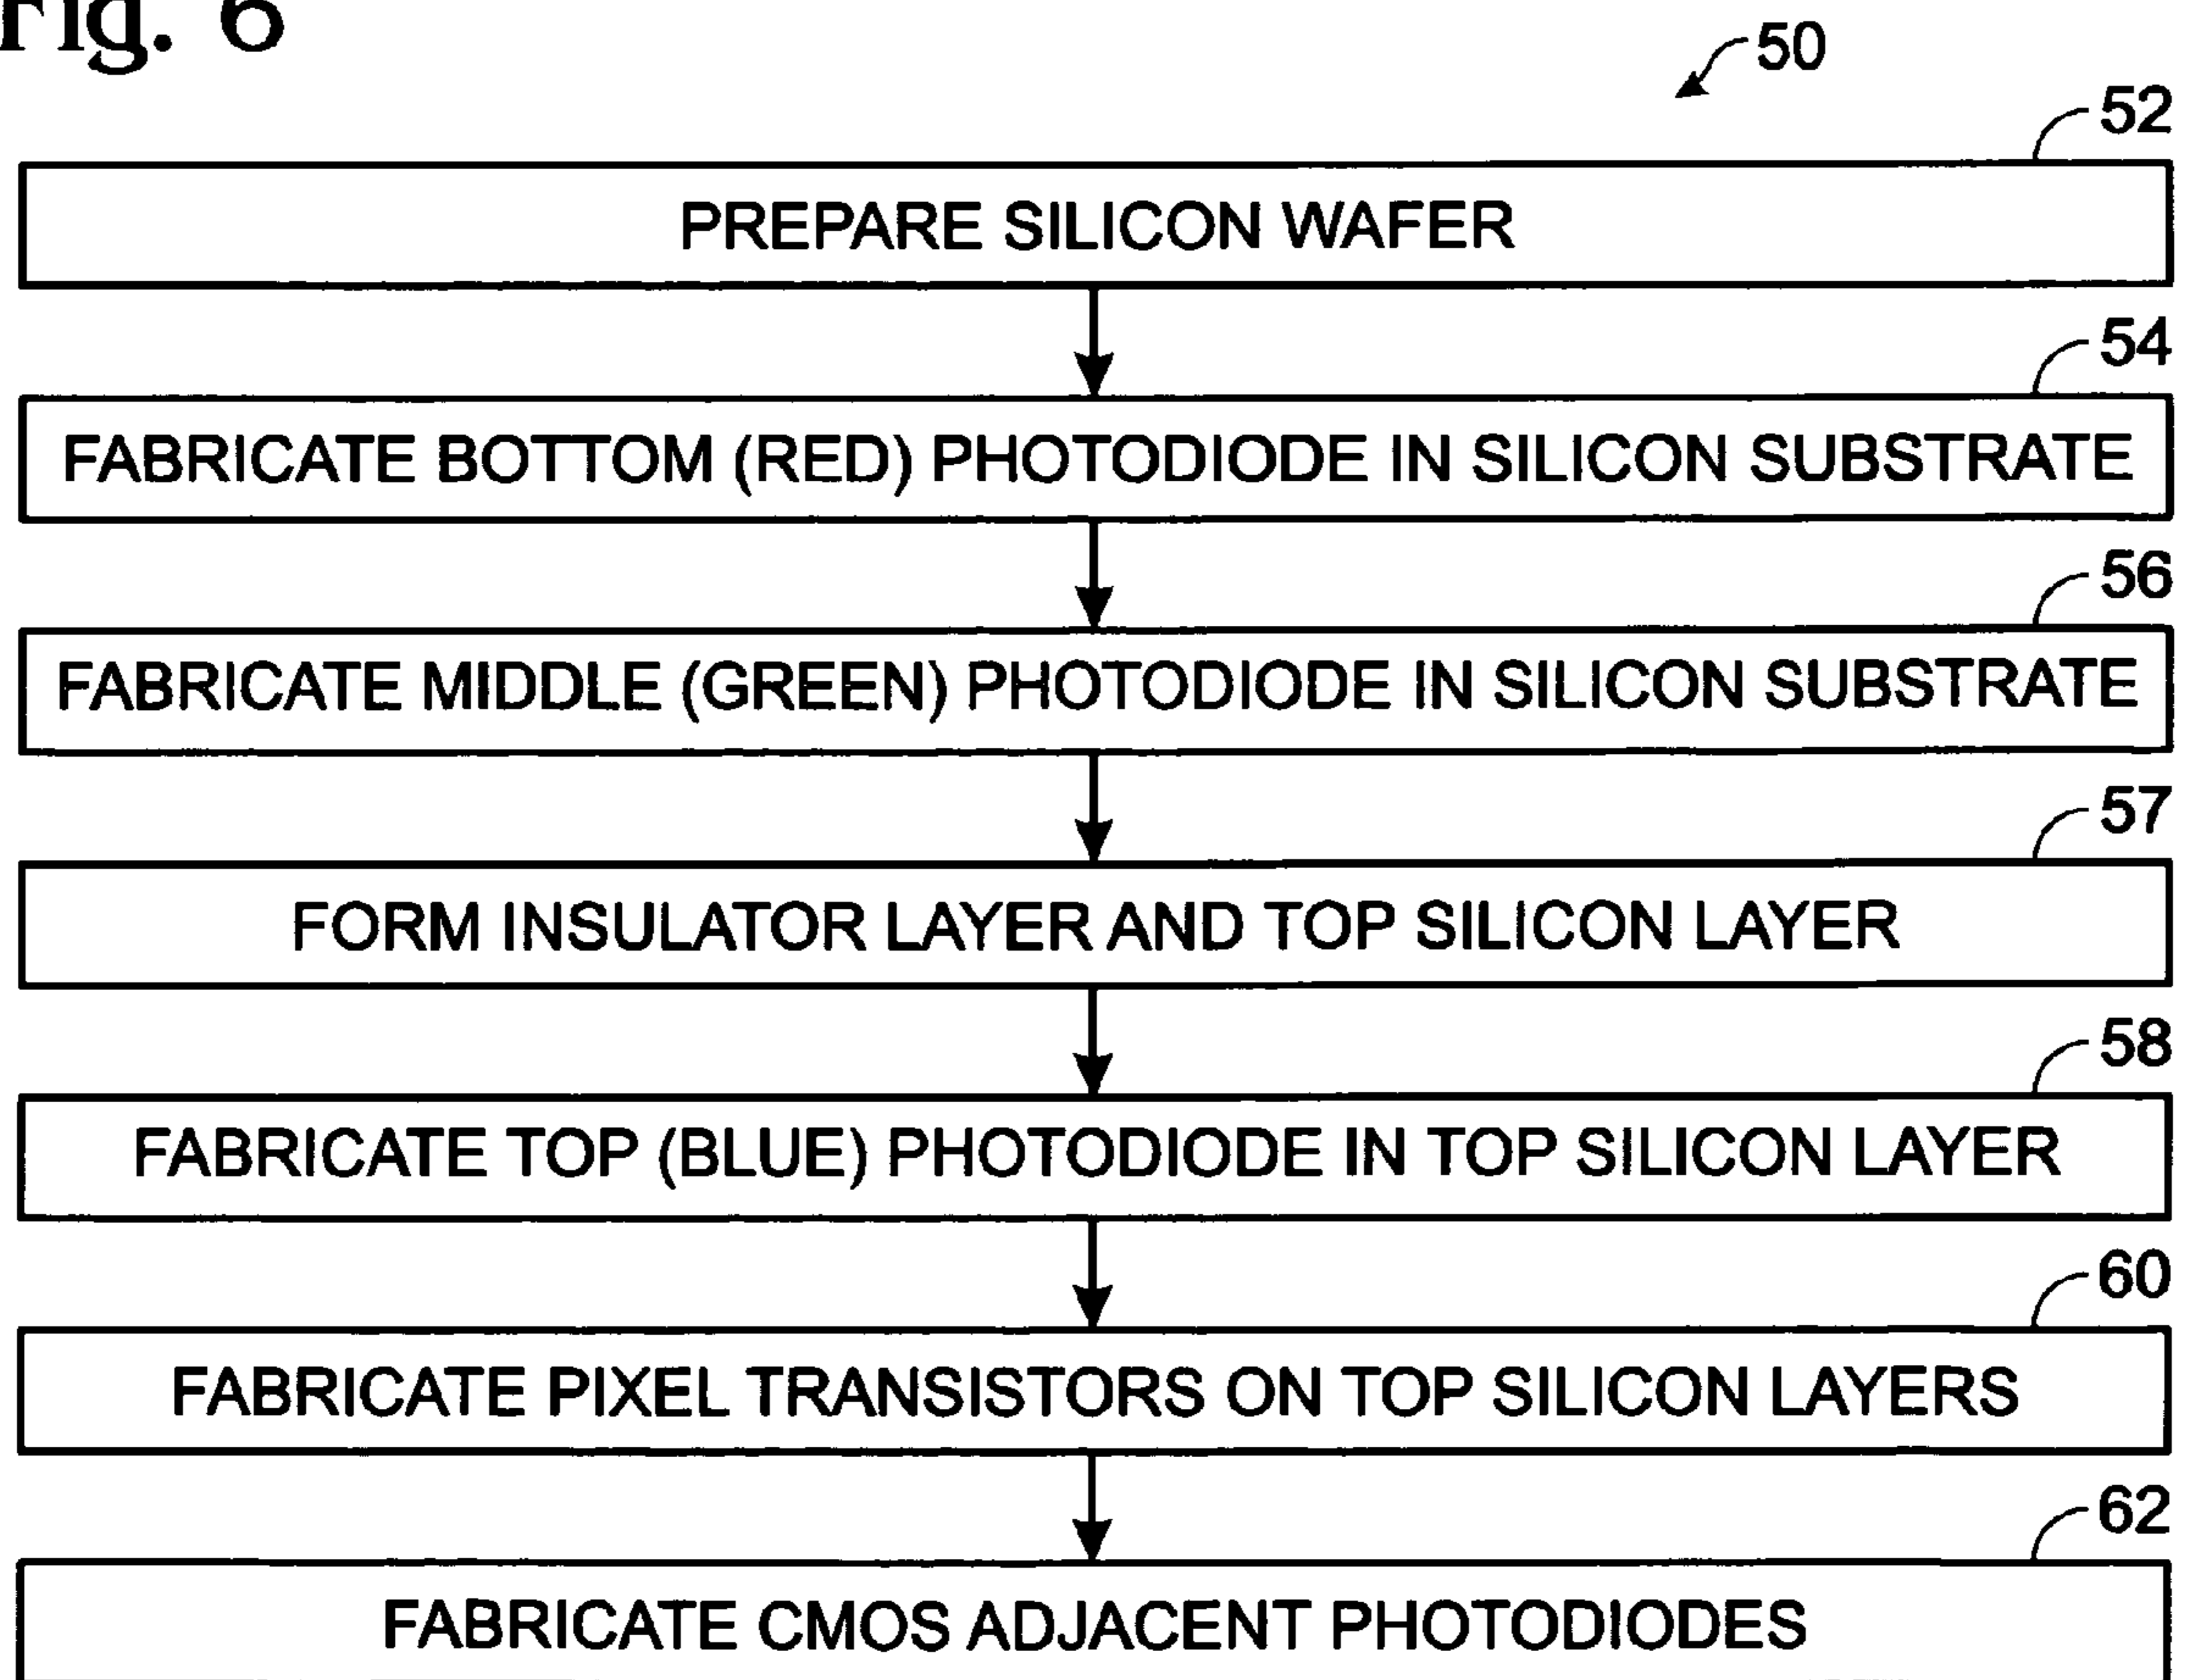 Fig. 6
50
52
PREPARE SILICON WAFER
54
FABRICATE BOTTOM (RED) PHOTODIODE IN SILICON SUBSTRATE
56
FABRICATE MIDDLE (GREEN) PHOTODIODE IN SILICON SUBSTRATE
57
FORM INSULATOR LAYER AND TOP SILICON LAYER
58
FABRICATE TOP (BLUE) PHOTODIODE IN TOP SILICON LAYER
60
FABRICATE PIXEL TRANSISTORS ON TOP SILICON LAYERS
62
FABRICATE CMOS ADJACENT PHOTODIODES